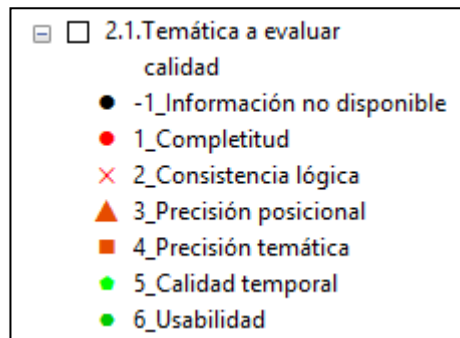 2.1.Temática a evaluar
calidad
-1_Información no disponible
1_Completitud
2_Consistencia lógica
3_Precisión posicional
4_Precisión temática
5_Calidad temporal
6_Usabilidad